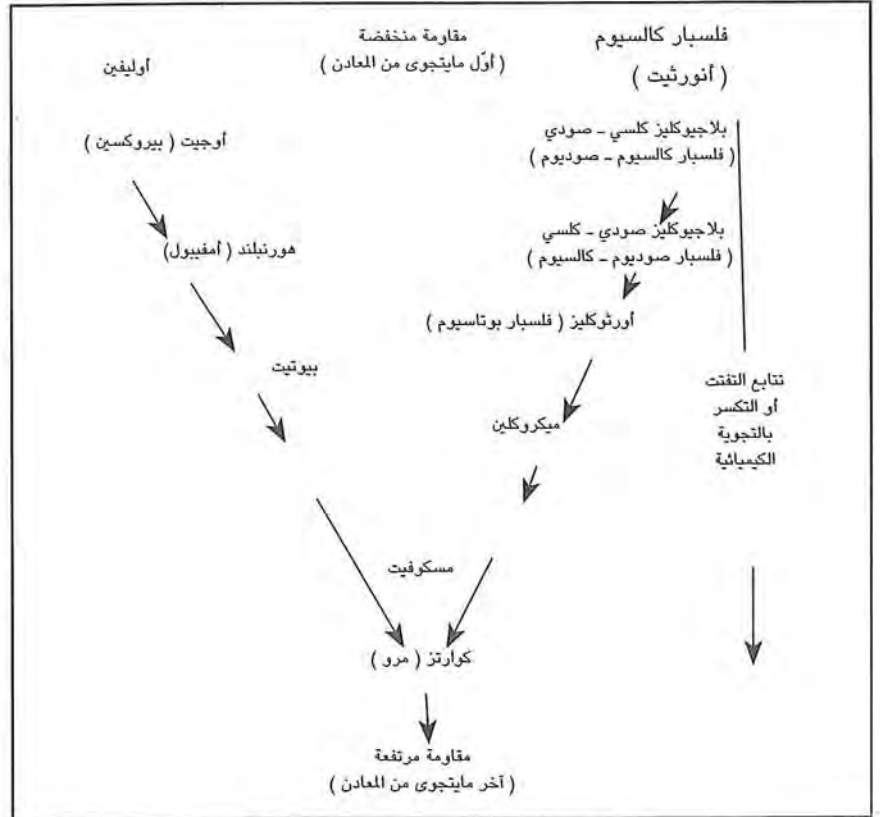 فلسبار كالسيوم
( أنورثيت )
مقاومة منخفضة
( أوّل مايتجوى من المعادن )
أوليفين
بلاجيوكليز كلسي - صودي
( فلسبار كالسيوم - صوديوم )
أوجيت ( بيروكسين )
بلاجيوكليز صودي - كلسي
( فلسبار صوديوم - كالسيوم )
هورنبلند ( أمفيبول)
أورثوكليز ( فلسبار بوتاسيوم )
بيوتيت
تتابع التفتت
أو التكسر
بالتجوية
الكيميائية
ميكروكلين
مسكوفيت
كوارتز ( مرو )
مقاومة مرتفعة
( آخر مايتجوى من المعادن )